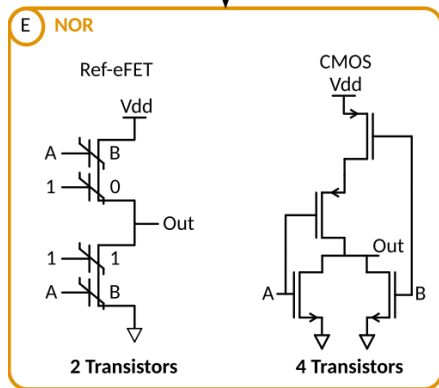 E NOR
Ref-eFET
CMOS
Vdd
Vdd
A B
1 0
Out
1 1
A B
Out
A B
2 Transistors
4 Transistors